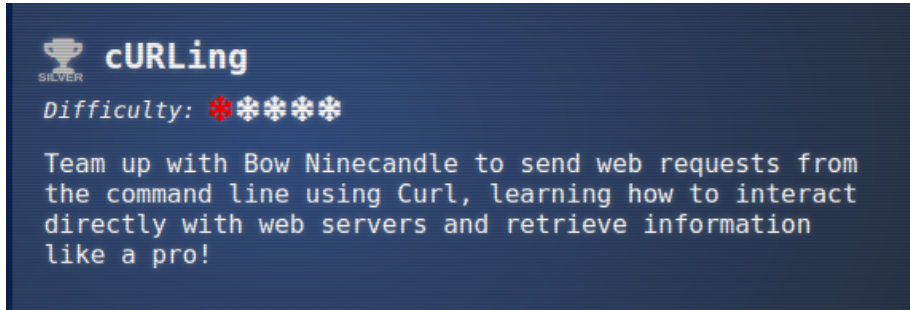 cURLing
SILVER
Difficulty:
Team up with Bow Ninecandle to send web requests from
the command line using Curl, learning how to interact
directly with web servers and retrieve information
like a pro!